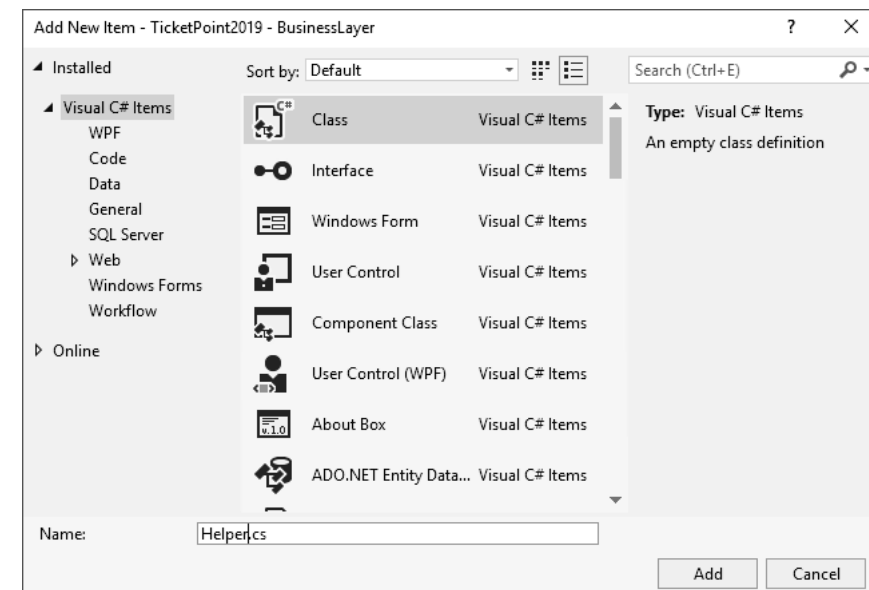 Add New Item - TicketPoint2019 - BusinessLayer ? ×
Installed
Sort by: Default
Search (Ctrl+E)
Visual C# Items
WPF
Code
Data
General
SQL Server
Web
Windows Forms
Workflow
Online
C# Class Visual C# Items
Interface Visual C# Items
Windows Form Visual C# Items
User Control Visual C# Items
Component Class Visual C# Items
User Control (WPF) Visual C# Items
v.1.0 About Box Visual C# Items
ADO.NET Entity Data... Visual C# Items
Type: Visual C# Items
An empty class definition
Name: Helper.cs
Add Cancel